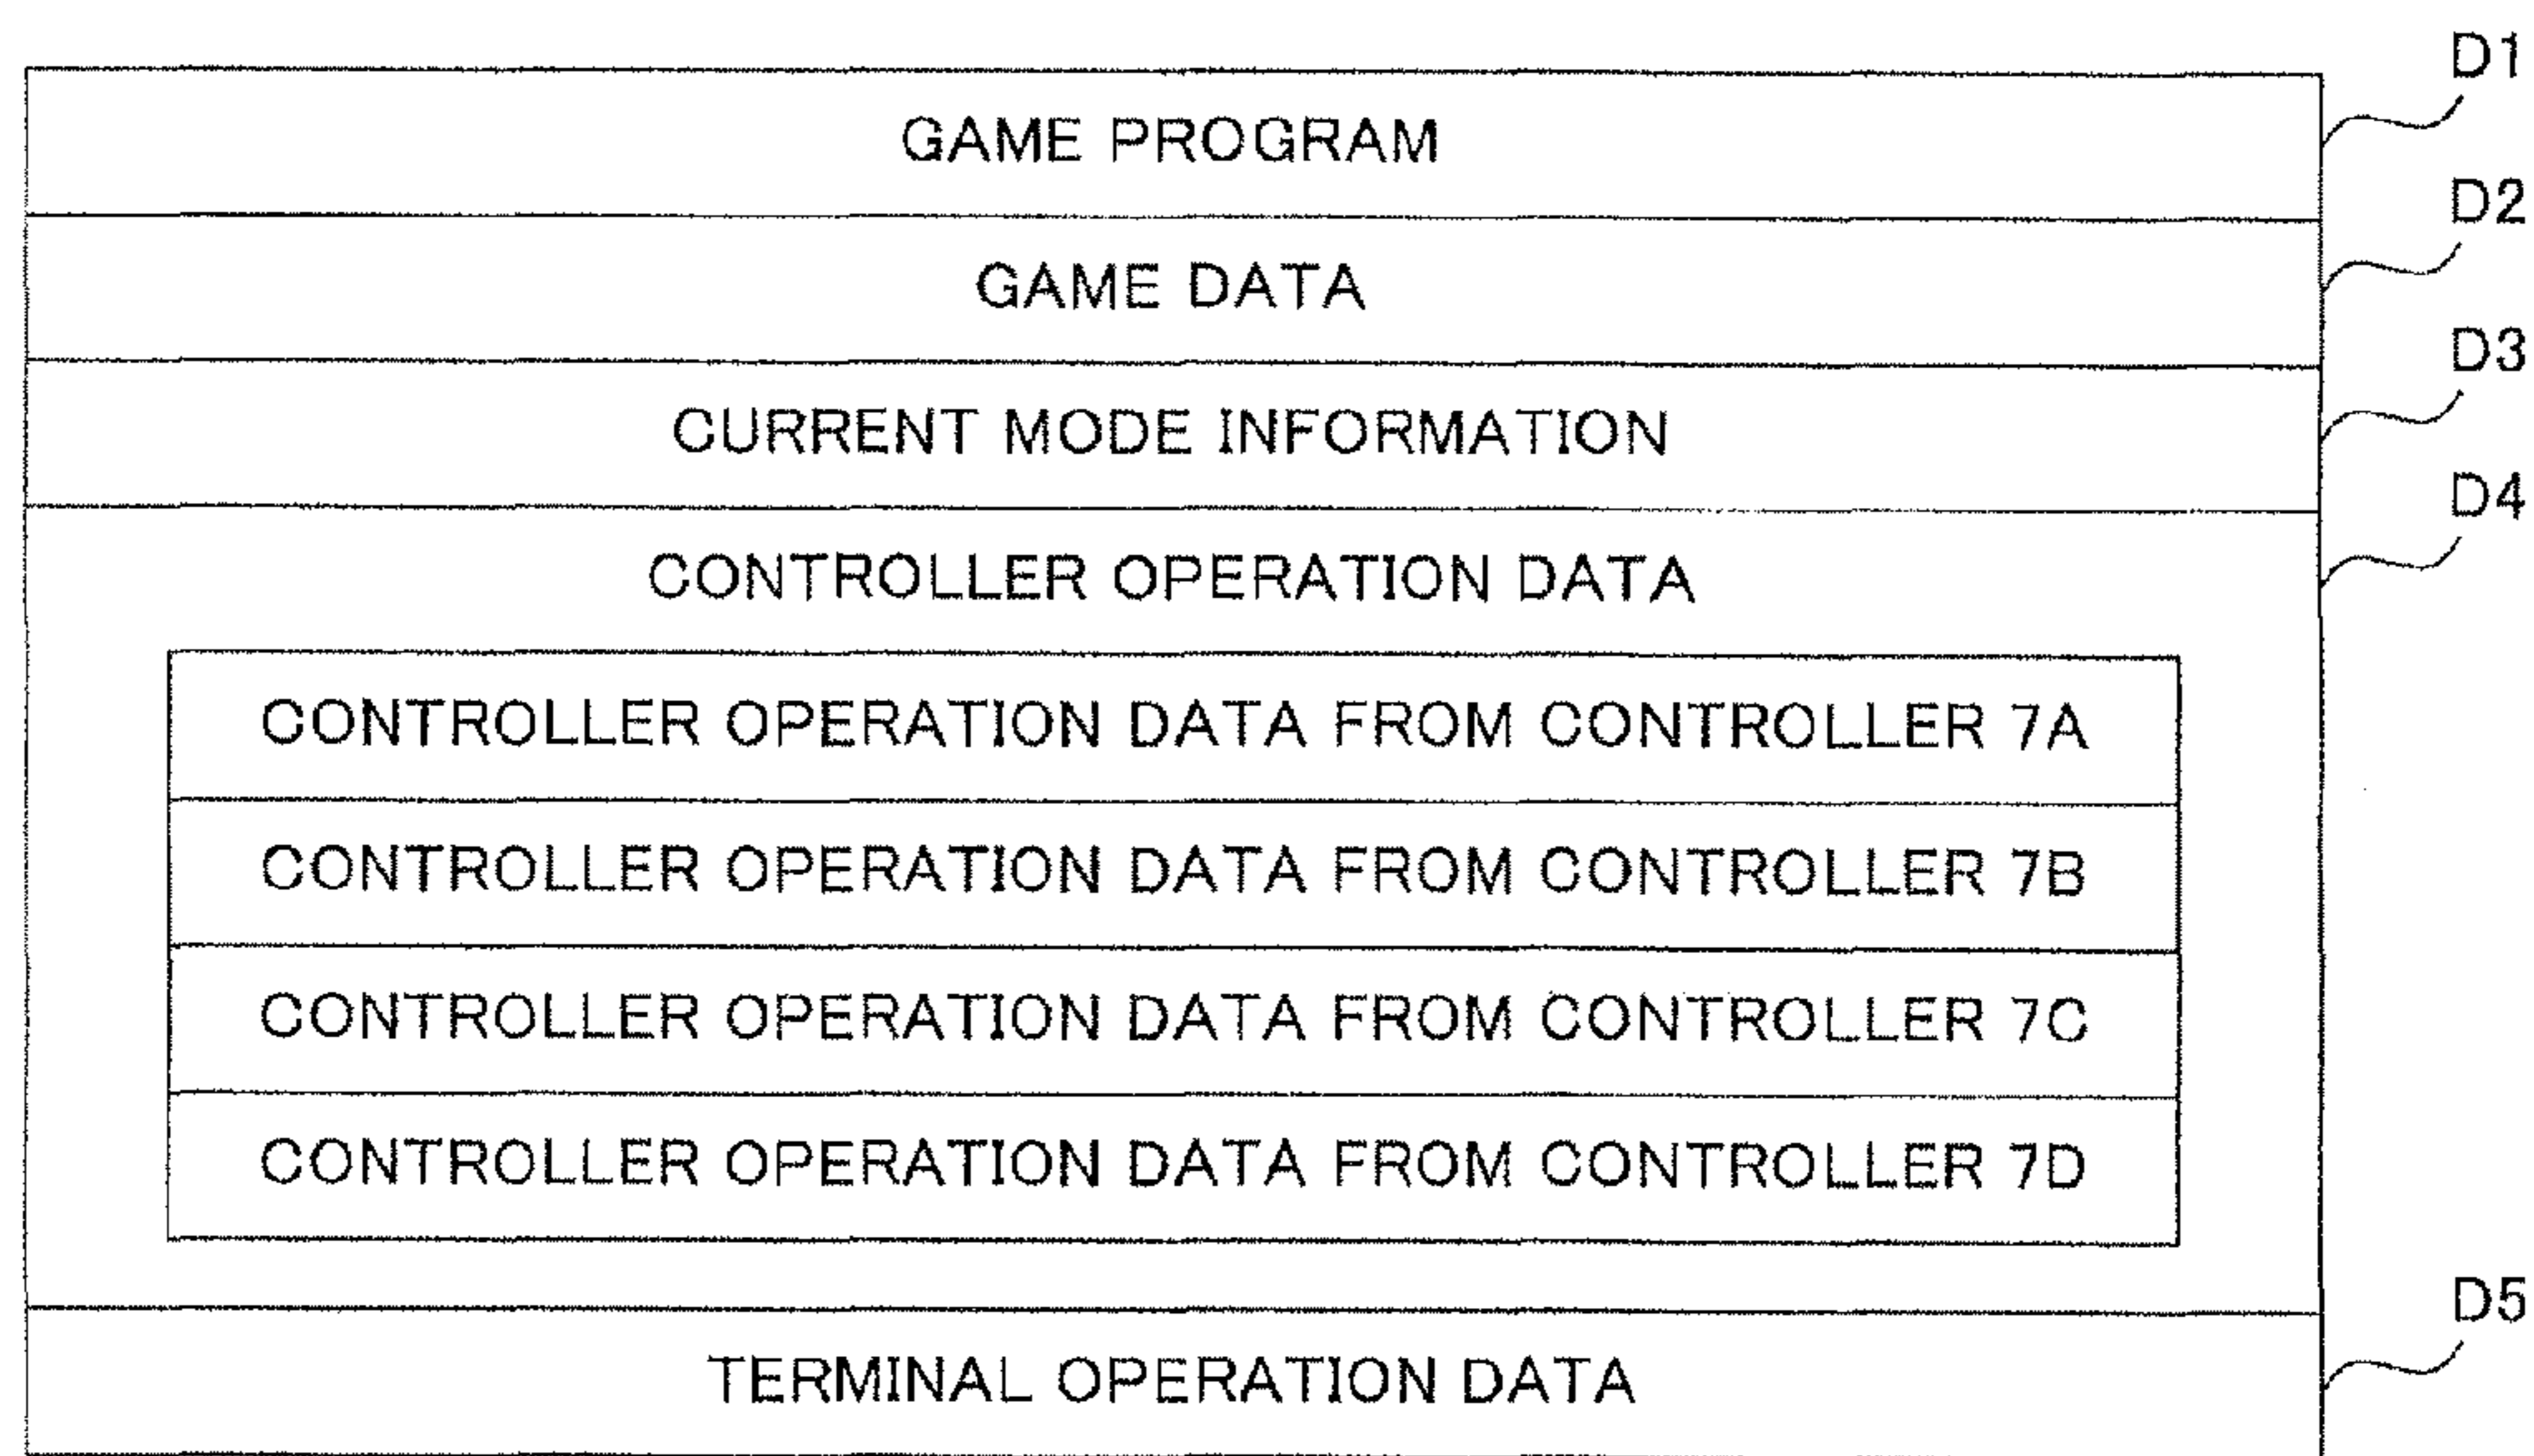 D1
GAME PROGRAM
D2
GAME DATA
D3
CURRENT MODE INFORMATION
D4
CONTROLLER OPERATION DATA
CONTROLLER OPERATION DATA FROM CONTROLLER 7A
CONTROLLER OPERATION DATA FROM CONTROLLER 7B
CONTROLLER OPERATION DATA FROM CONTROLLER 7C
CONTROLLER OPERATION DATA FROM CONTROLLER 7D
D5
TERMINAL OPERATION DATA